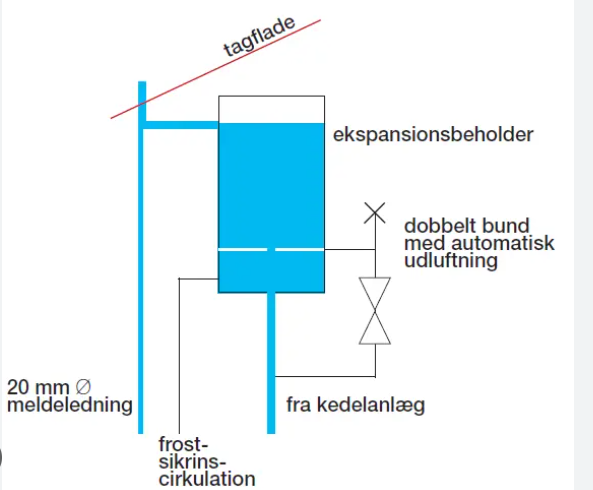 tagflade
ekspansionsbeholder
dobbelt bund
med automatisk
udluftning
20 mm ∅
meldeledning
fra kedelanlæg
frost-
sikrins-
cirkulation